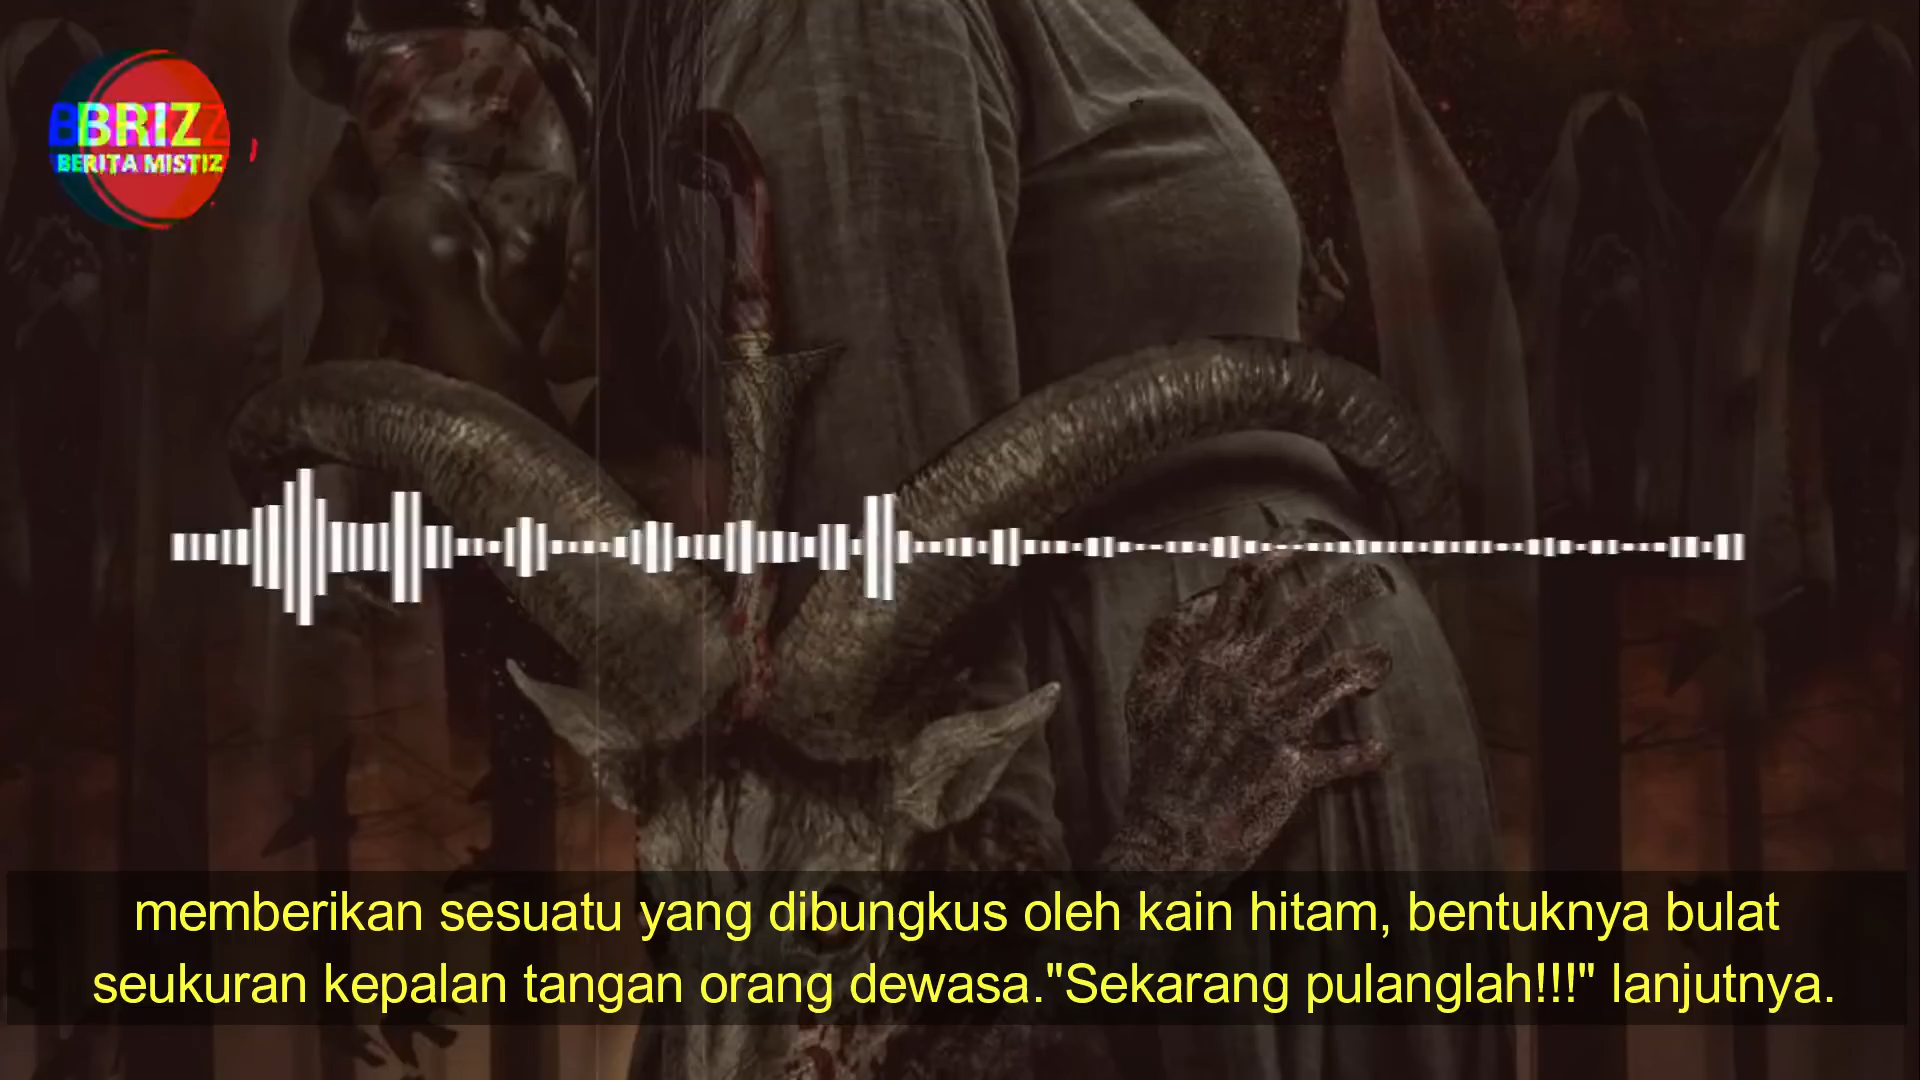 BRIZ
BERITA MISTIZ
memberikan sesuatu yang dibungkus oleh kain hitam, bentuknya bulat
seukuran kepalan tangan orang dewasa."Sekarang pulanglah!!!" lanjutnya.